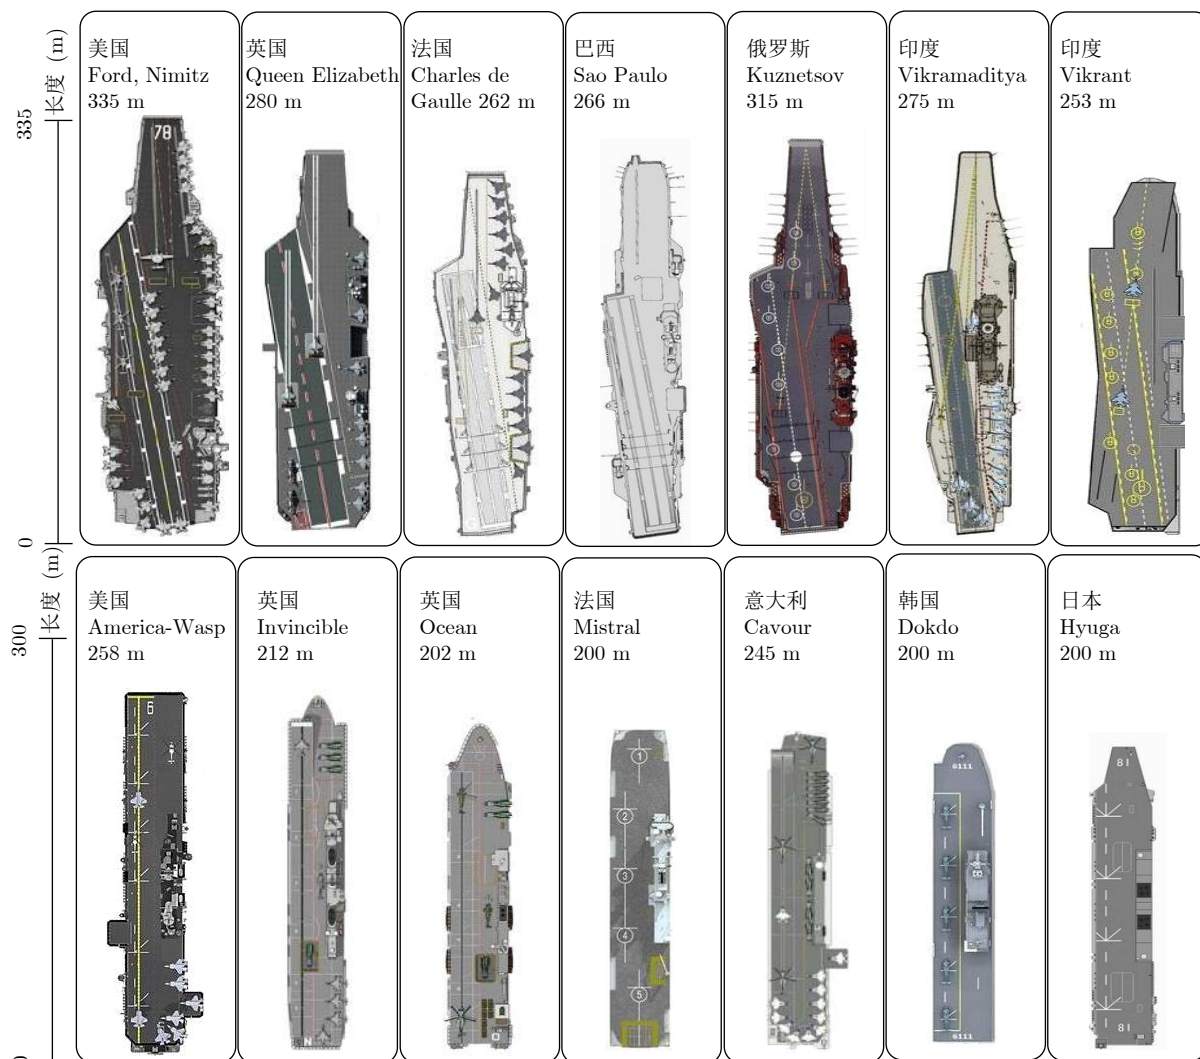 长度 (m)
335
0
美国
Ford, Nimitz
335 m
78
英国
Queen Elizabeth
280 m
法国
Charles de
Gaulle 262 m
巴西
Sao Paulo
266 m
俄罗斯
Kuznetsov
315 m
印度
Vikramaditya
275 m
印度
Vikrant
253 m
长度 (m)
300
0
美国
America-Wasp
258 m
6
英国
Invincible
212 m
N
英国
Ocean
202 m
O
法国
Mistral
200 m
1
2
3
4
5
意大利
Cavour
245 m
韩国
Dokdo
200 m
6111
6111
日本
Hyuga
200 m
81
81